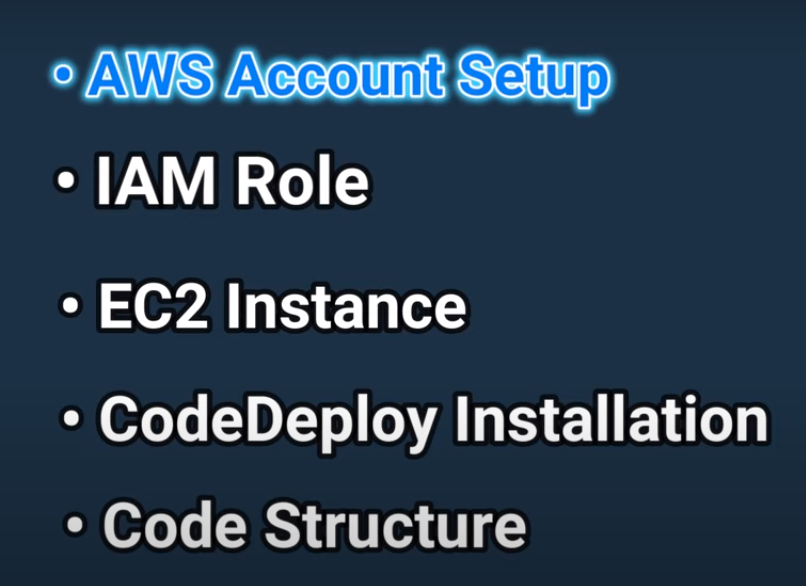 • AWS Account Setup
• IAM Role
• EC2 Instance
• CodeDeploy Installation
• Code Structure